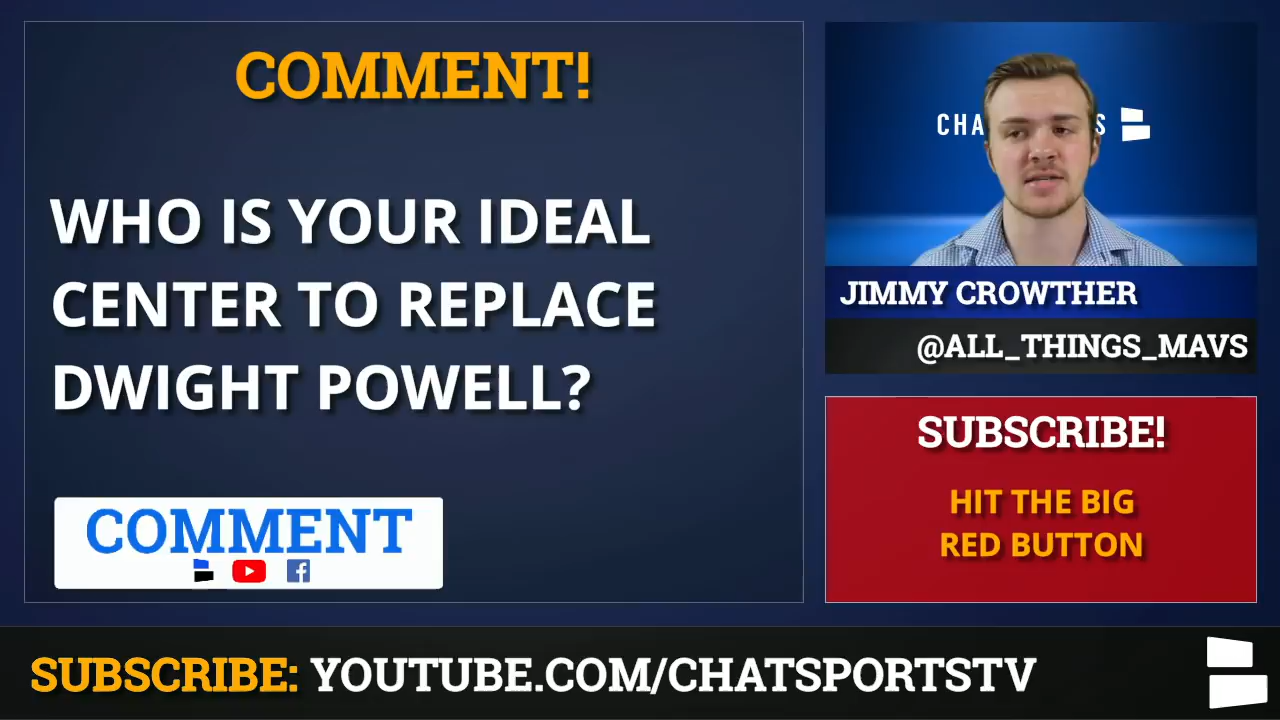 COMMENT!
WHO IS YOUR IDEAL
CENTER TO REPLACE
DWIGHT POWELL?
COMMENT
CHA S
JIMMY CROWTHER
@ALL_THINGS_MAVS
SUBSCRIBE!
HIT THE BIG
RED BUTTON
SUBSCRIBE: YOUTUBE.COM/CHATSPORTSTV